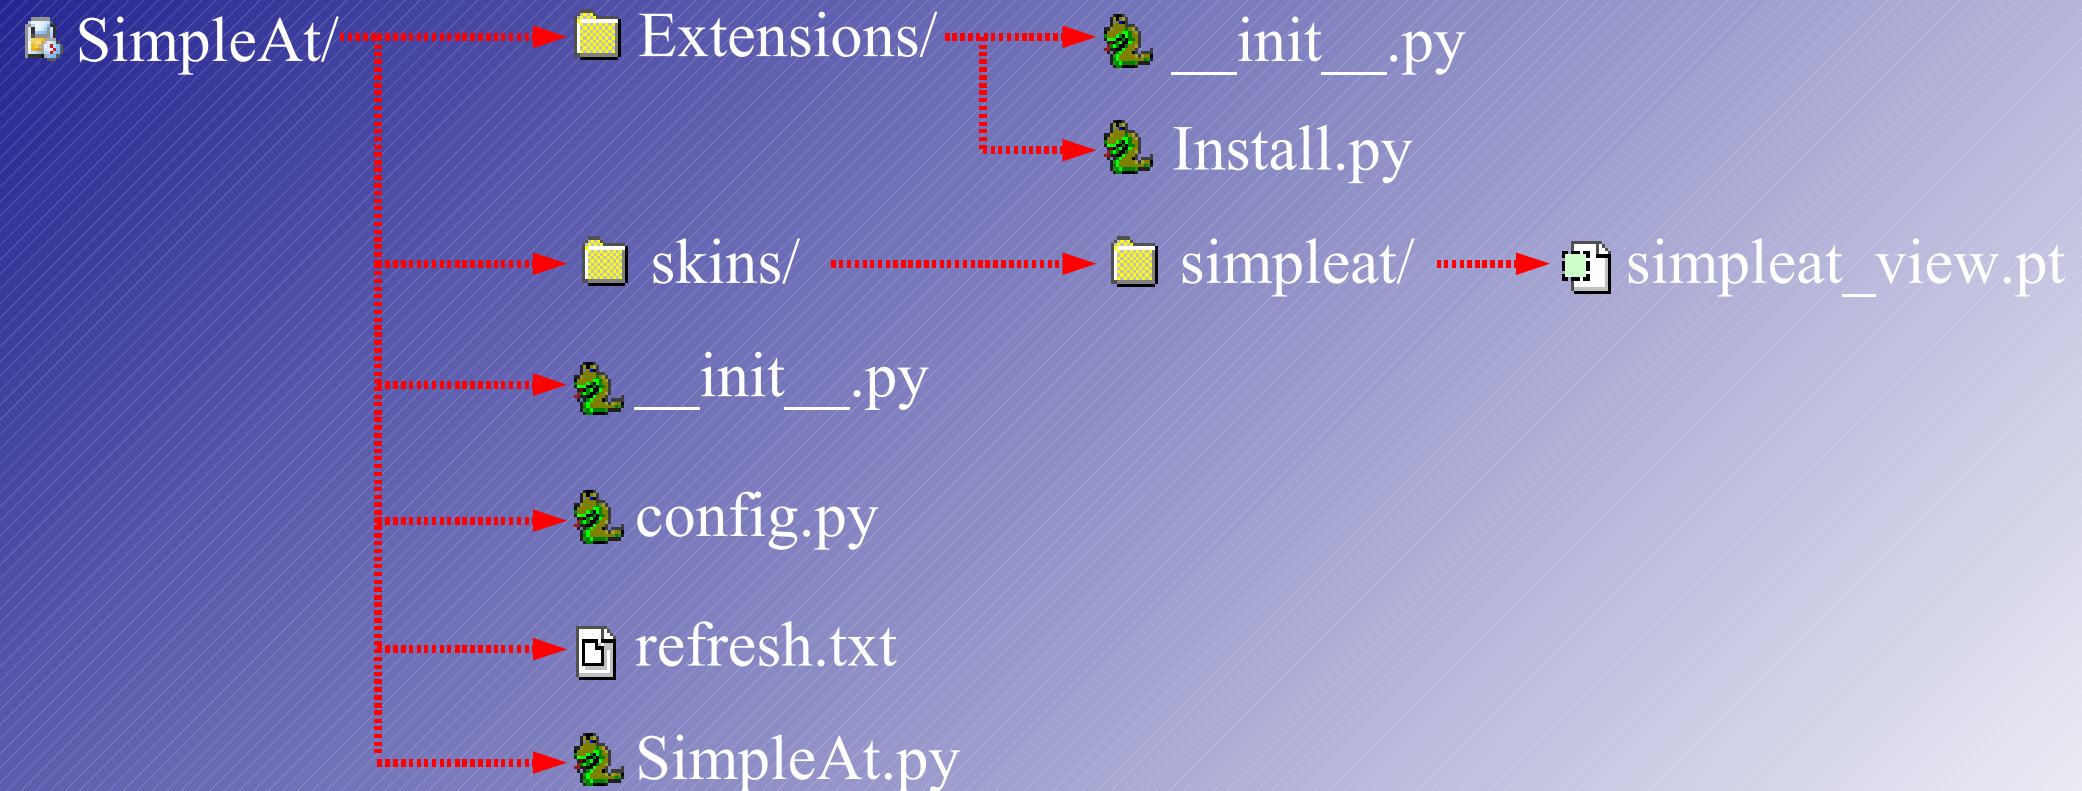 SimpleAt/ Extensions/ __init__.py
Install.py
skins/ simpleat/ simpleat_view.pt
__init__.py
config.py
refresh.txt
SimpleAt.py